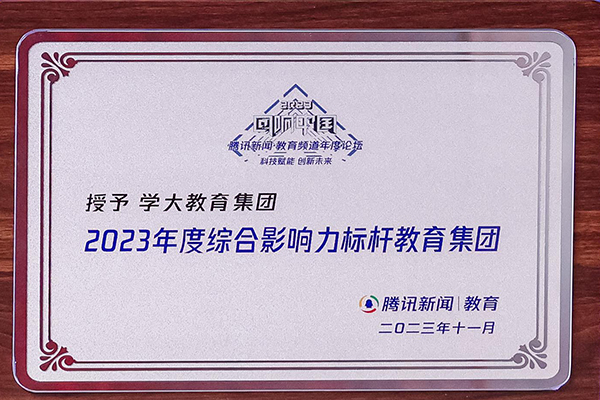 2023
回响中国
腾讯新闻·教育频道年度论坛
科技赋能 创新未来
授予 学大教育集团
2023年度综合影响力标杆教育集团
腾讯新闻|教育
二〇二三年十一月